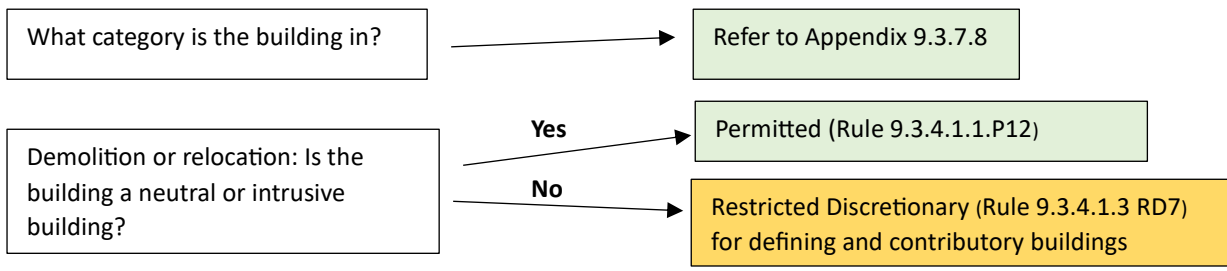 What category is the building in?
Refer to Appendix 9.3.7.8
Demolition or relocation: Is the
building a neutral or intrusive
building?
Yes
Permitted (Rule 9.3.4.1.1.P12)
No
Restricted Discretionary (Rule 9.3.4.1.3 RD7)
for defining and contributory buildings